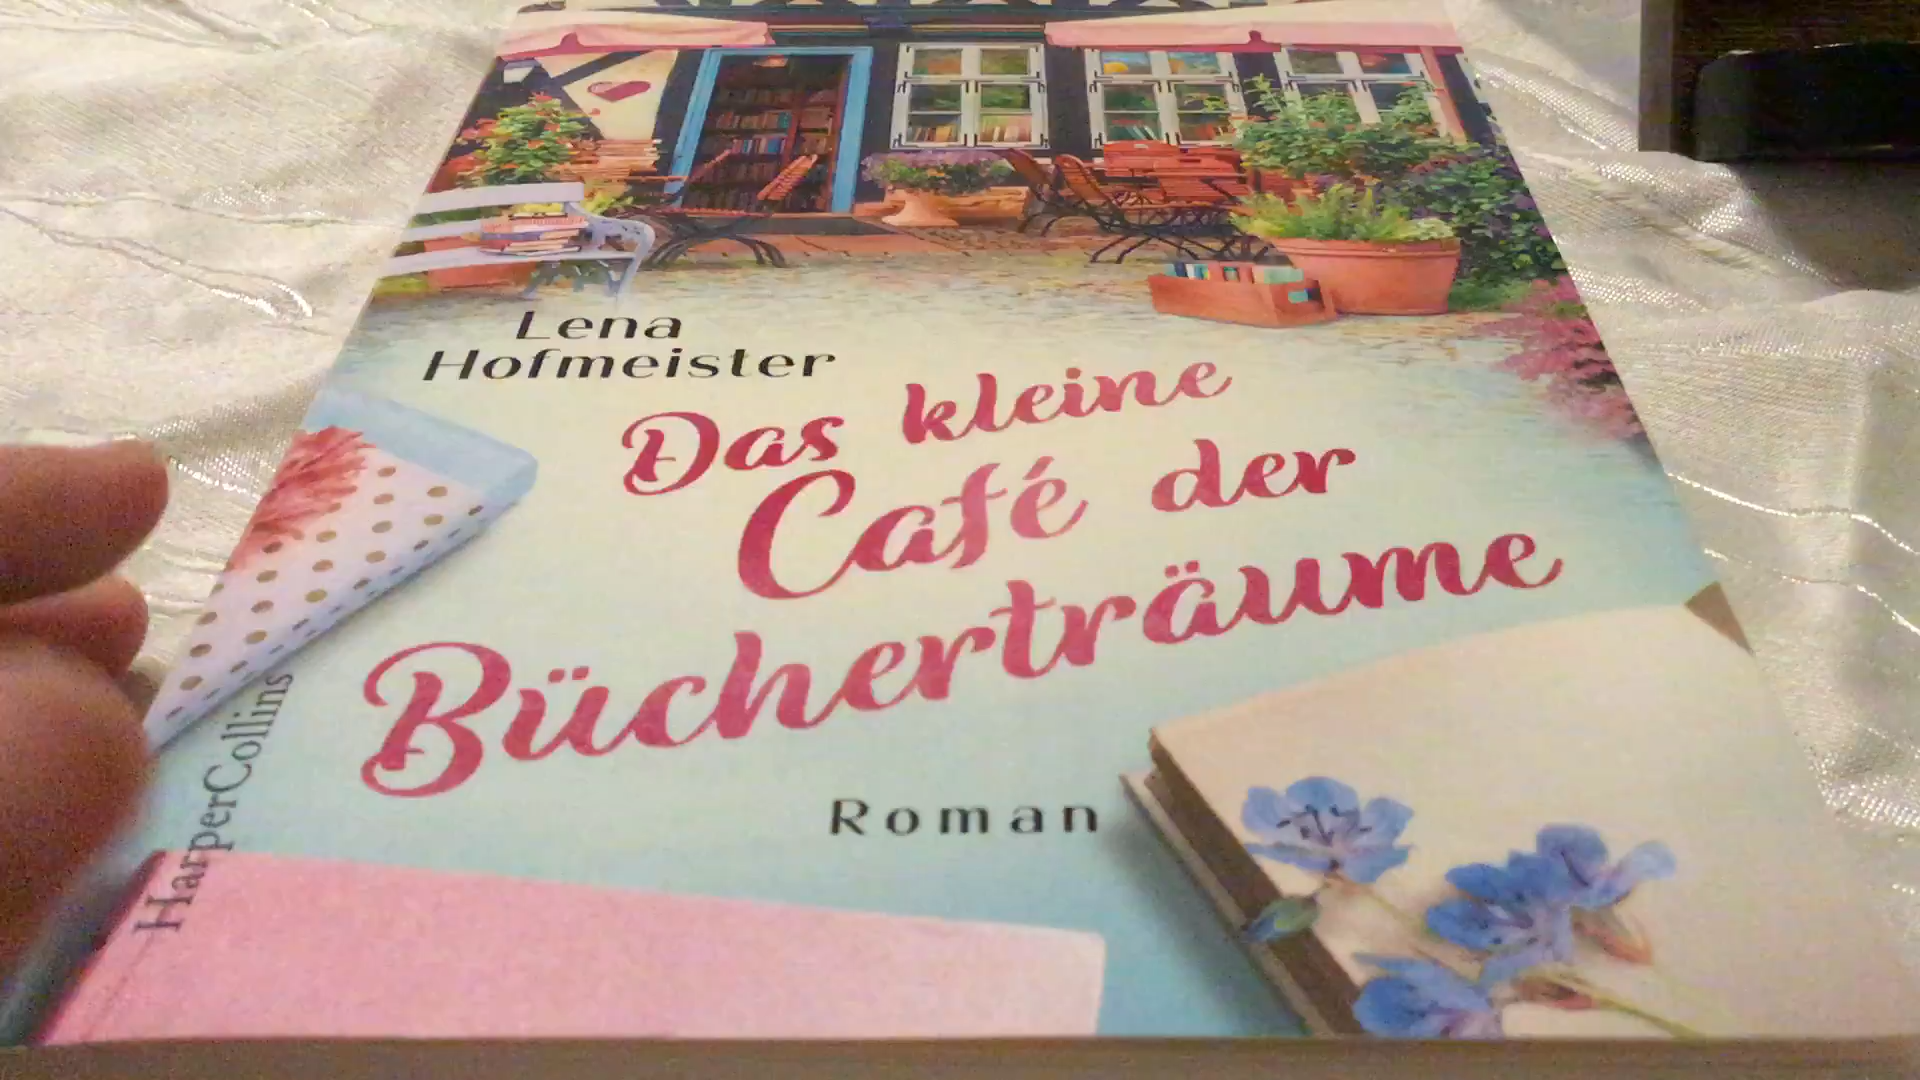 Lena
Hofmeister
Das kleine
Café der
Bücherträume
Roman
HarperCollins